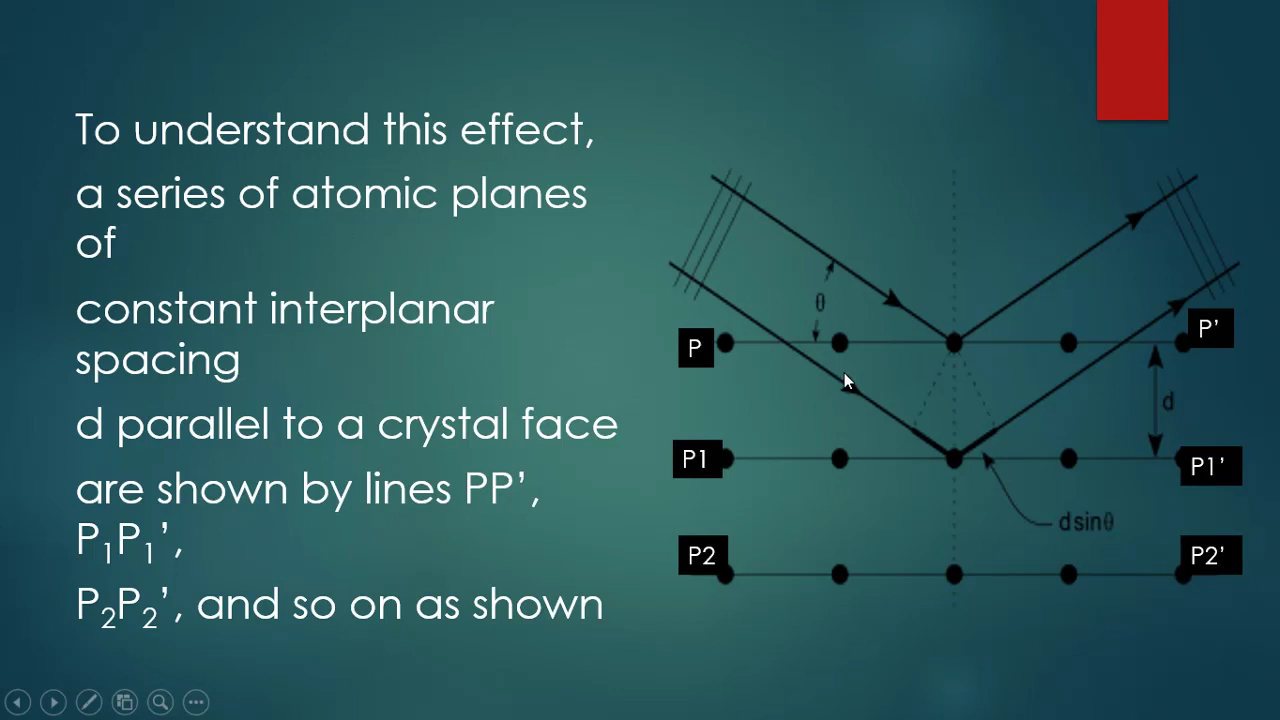 To understand this effect,
a series of atomic planes
of
constant interplanar
spacing
d parallel to a crystal face
are shown by lines PP’,
P₁P₁’,
P₂P₂’, and so on as shown
θ
P
P’
d
P1
P1’
dsinθ
P2
P2’